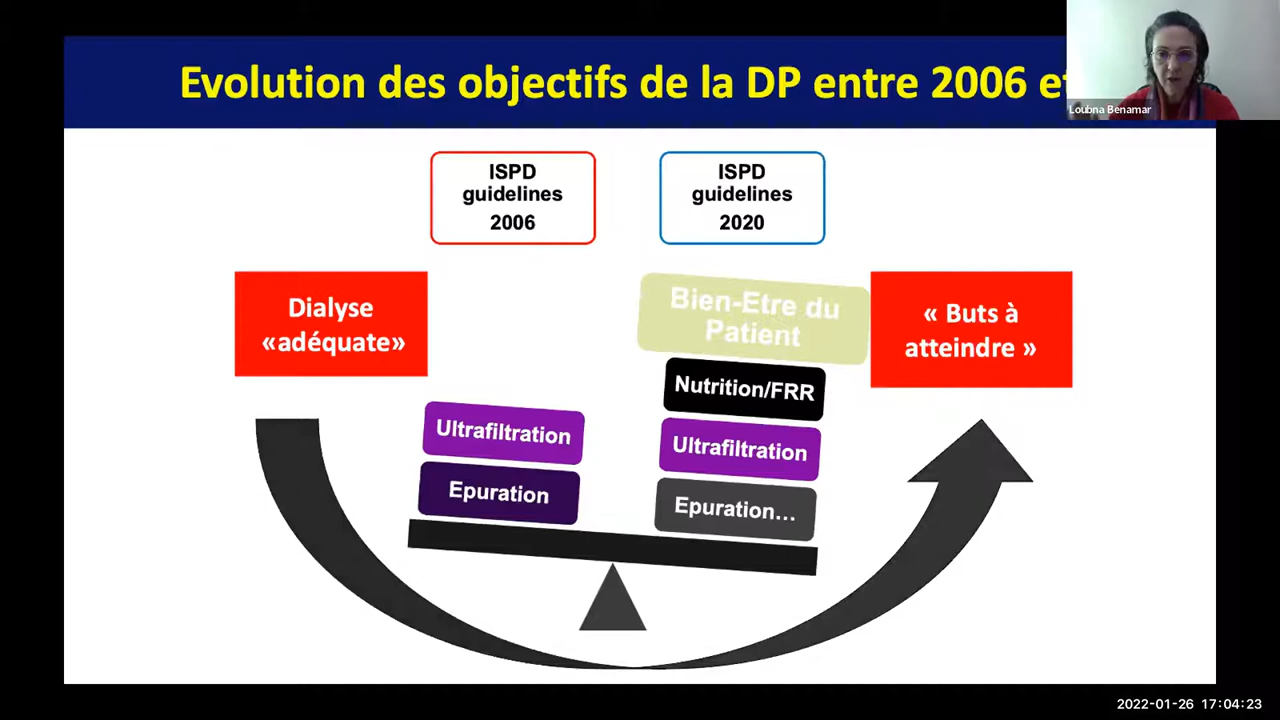 Evolution des objectifs de la DP entre 2006 et
Loubna Benamar
ISPD
guidelines
2006
ISPD
guidelines
2020
Dialyse
«adéquate»
Bien-Etre du
Patient
« Buts à
atteindre »
Nutrition/FRR
Ultrafiltration
Ultrafiltration
Epuration
Epuration...
2022-01-26 17:04:23